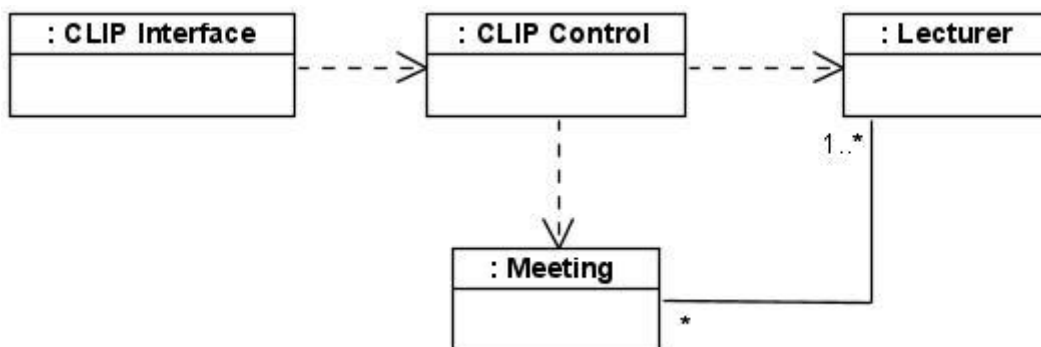 : CLIP Interface
: CLIP Control
: Lecturer
1..*
: Meeting
*